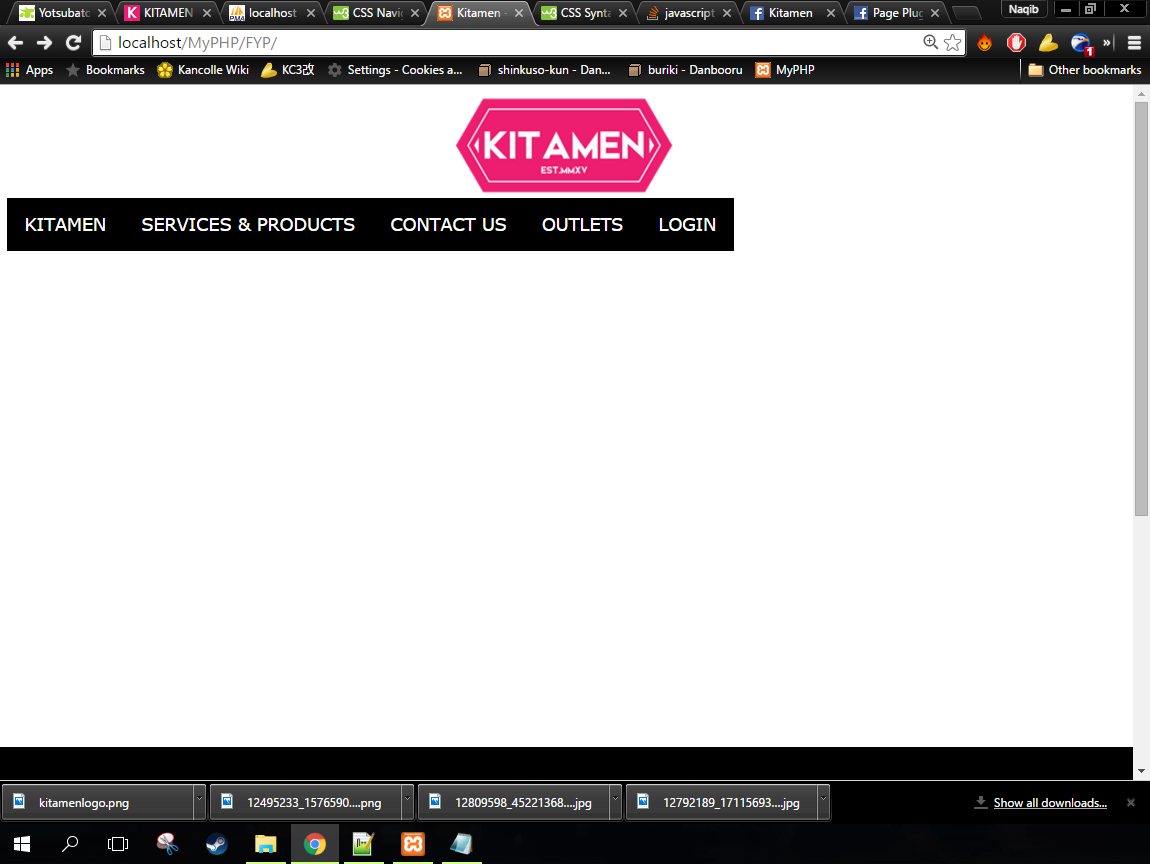 Yotsubatc
KITAMEN
localhost
CSS Navi
Kitamen -
CSS Synta
javascript
Kitamen
Page Plug
Naqib
localhost/MyPHP/FYP/
Apps
Bookmarks
Kancolle Wiki
KC3改
Settings - Cookies a...
shinkuso-kun - Dan...
buriki - Danbooru
MyPHP
Other bookmarks
KITAMEN
EST.MMXV
KITAMEN
SERVICES & PRODUCTS
CONTACT US
OUTLETS
LOGIN
kitamenlogo.png
12495233_1576590....png
12809598_45221368....jpg
12792189_17115693....jpg
Show all downloads...